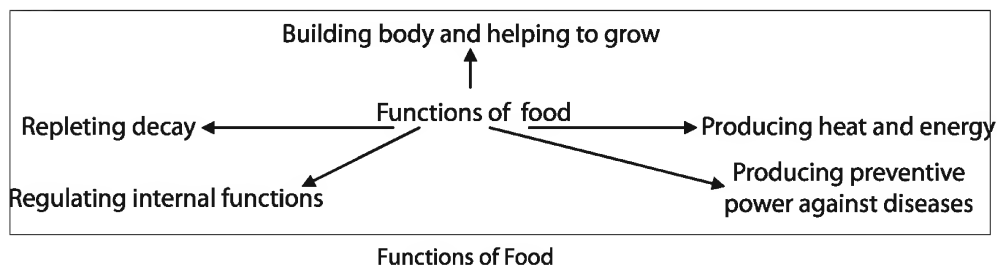 Building body and helping to grow
Functions of food
Repleting decay
Producing heat and energy
Regulating internal functions
Producing preventive
power against diseases
Functions of Food